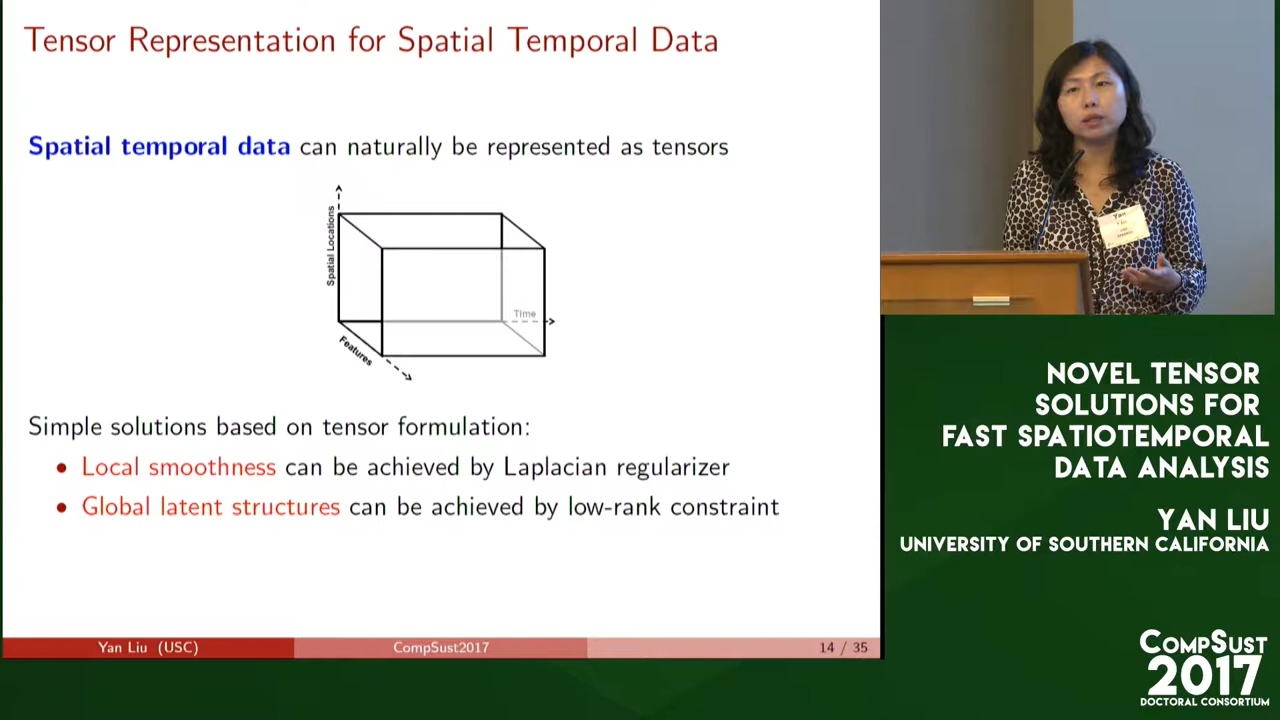 Tensor Representation for Spatial Temporal Data
Spatial temporal data can naturally be represented as tensors
Spatial Locations
Time
Features
Simple solutions based on tensor formulation:
• Local smoothness can be achieved by Laplacian regularizer
• Global latent structures can be achieved by low-rank constraint
Yan Liu (USC)
CompSust2017
14 / 35
Yan
NOVEL TENSOR
SOLUTIONS FOR
FAST SPATIOTEMPORAL
DATA ANALYSIS
YAN LIU
UNIVERSITY OF SOUTHERN CALIFORNIA
COMPSUST
2017
DOCTORAL CONSORTIUM